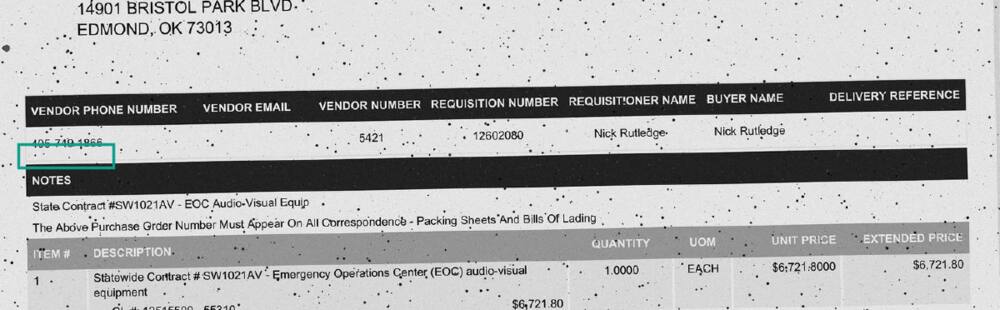 14901 BRISTOL PARK BLVD.
EDMOND, OK 73013
VENDOR PHONE NUMBER VENDOR EMAIL VENDOR NUMBER REQUISITION NUMBER REQUISITIONER NAME BUYER NAME DELIVERY REFERENCE
405-749-1866 5421 12602080 Nick Rutledge Nick Rutledge
NOTES
State Contract #SW1021AV - EOC Audio-Visual Equip
The Above Purchase Order Number Must Appear On All Correspondence - Packing Sheets And Bills Of Lading
ITEM # DESCRIPTION QUANTITY UOM UNIT PRICE EXTENDED PRICE
1 Statewide Contract # SW1021AV - Emergency Operations Center (EOC) audio-visual 1.0000 EACH $6,721.8000 $6,721.80
equipment
$6,721.80